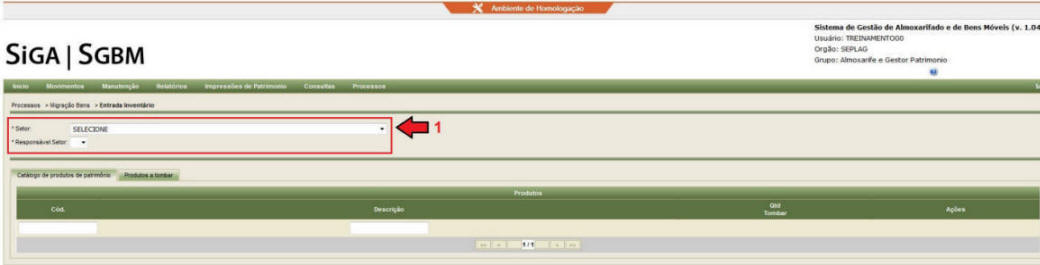 Ambiente de Homologação
Sistema de Gestão de Almoxarifado e de Bens Móveis (v. 1.04
Usuário: TREINAMENTO00
Orgão: SEPLAG
Grupo: Almoxarife e Gestor Patrimonio
SIGA | SGBM
Início Movimentos Manutenção Relatórios Impressões de Patrimonio Consultas Processos
Processos > Migração Bens > Entrada Inventário
* Setor: SELECIONE
1
* Responsável Setor:
Catálogo de produtos de patrimônio Produtos a tombar
Produtos
Cód. Descrição Qtd Tombar Ações
1 / 1